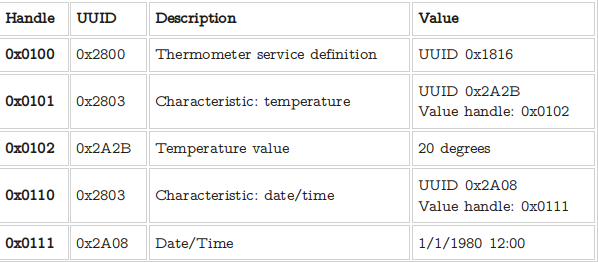 Handle UUID Description Value
0x0100 0x2800 Thermometer service definition UUID 0x1816
0x0101 0x2803 Characteristic: temperature UUID 0x2A2B
Value handle: 0x0102
0x0102 0x2A2B Temperature value 20 degrees
0x0110 0x2803 Characteristic: date/time UUID 0x2A08
Value handle: 0x0111
0x0111 0x2A08 Date/Time 1/1/1980 12:00